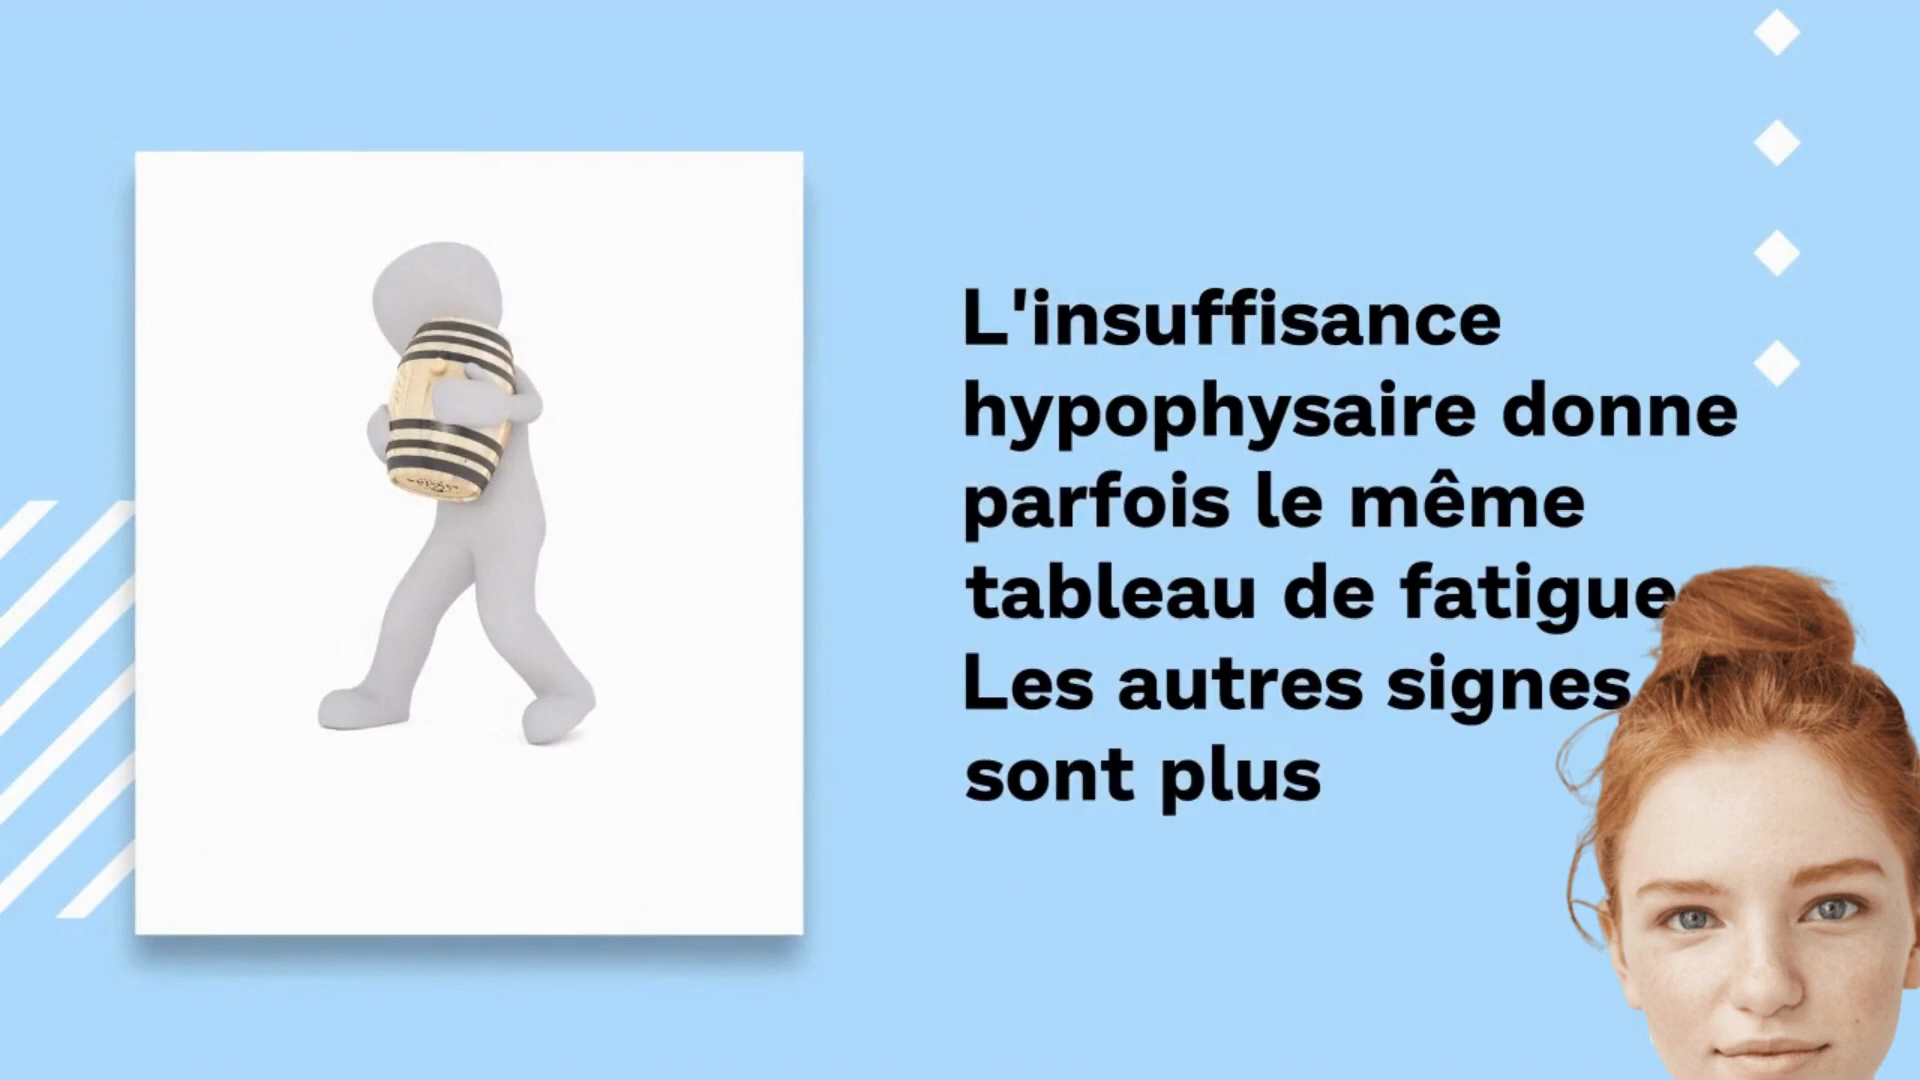 L'insuffisance
hypophysaire donne
parfois le même
tableau de fatigue
Les autres signes
sont plus